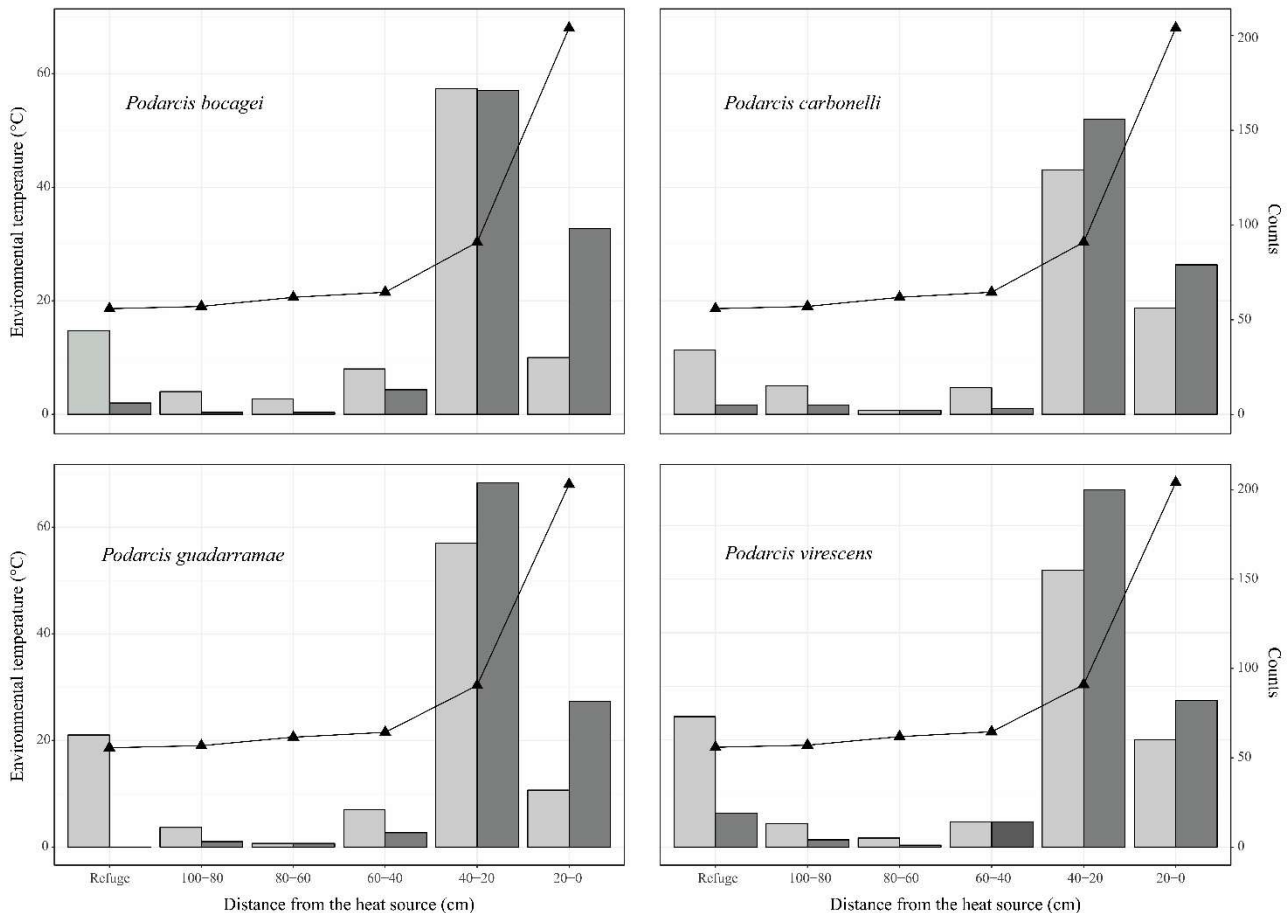 Podarcis bocagei
Environmental temperature (°C)
60
40
20
0
Podarcis carbonelli
200
150
100
50
0
Counts
Podarcis guadarramae
Environmental temperature (°C)
60
40
20
0
Refuge 100−80 80−60 60−40 40−20 20−0
Distance from the heat source (cm)
Podarcis virescens
200
150
100
50
0
Counts
Refuge 100−80 80−60 60−40 40−20 20−0
Distance from the heat source (cm)